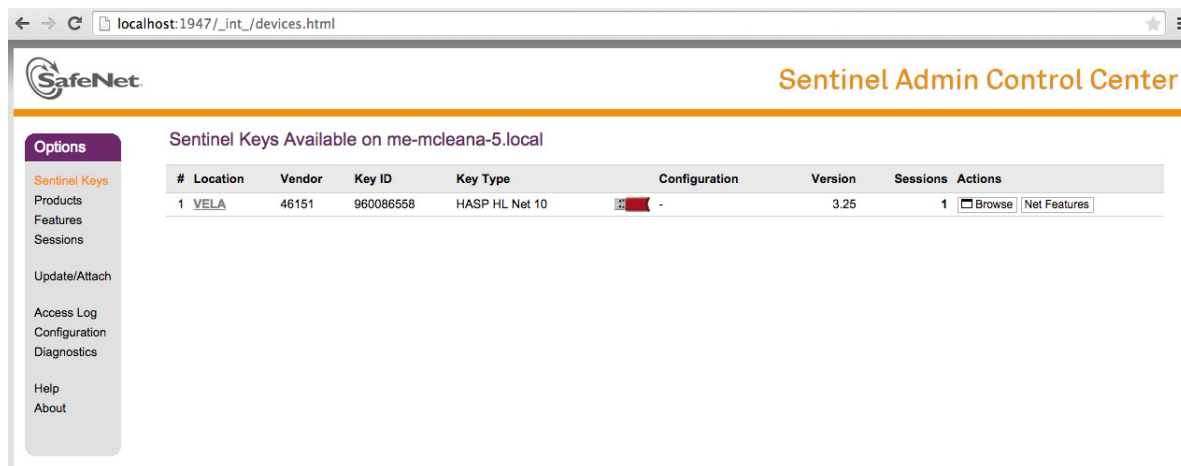 localhost:1947/_int_/devices.html
SafeNet.
Sentinel Admin Control Center
Options
Sentinel Keys
Products
Features
Sessions
Update/Attach
Access Log
Configuration
Diagnostics
Help
About
Sentinel Keys Available on me-mcleana-5.local
# Location Vendor Key ID Key Type Configuration Version Sessions Actions
1 VELA 46151 960086558 HASP HL Net 10 - 3.25 1 Browse Net Features